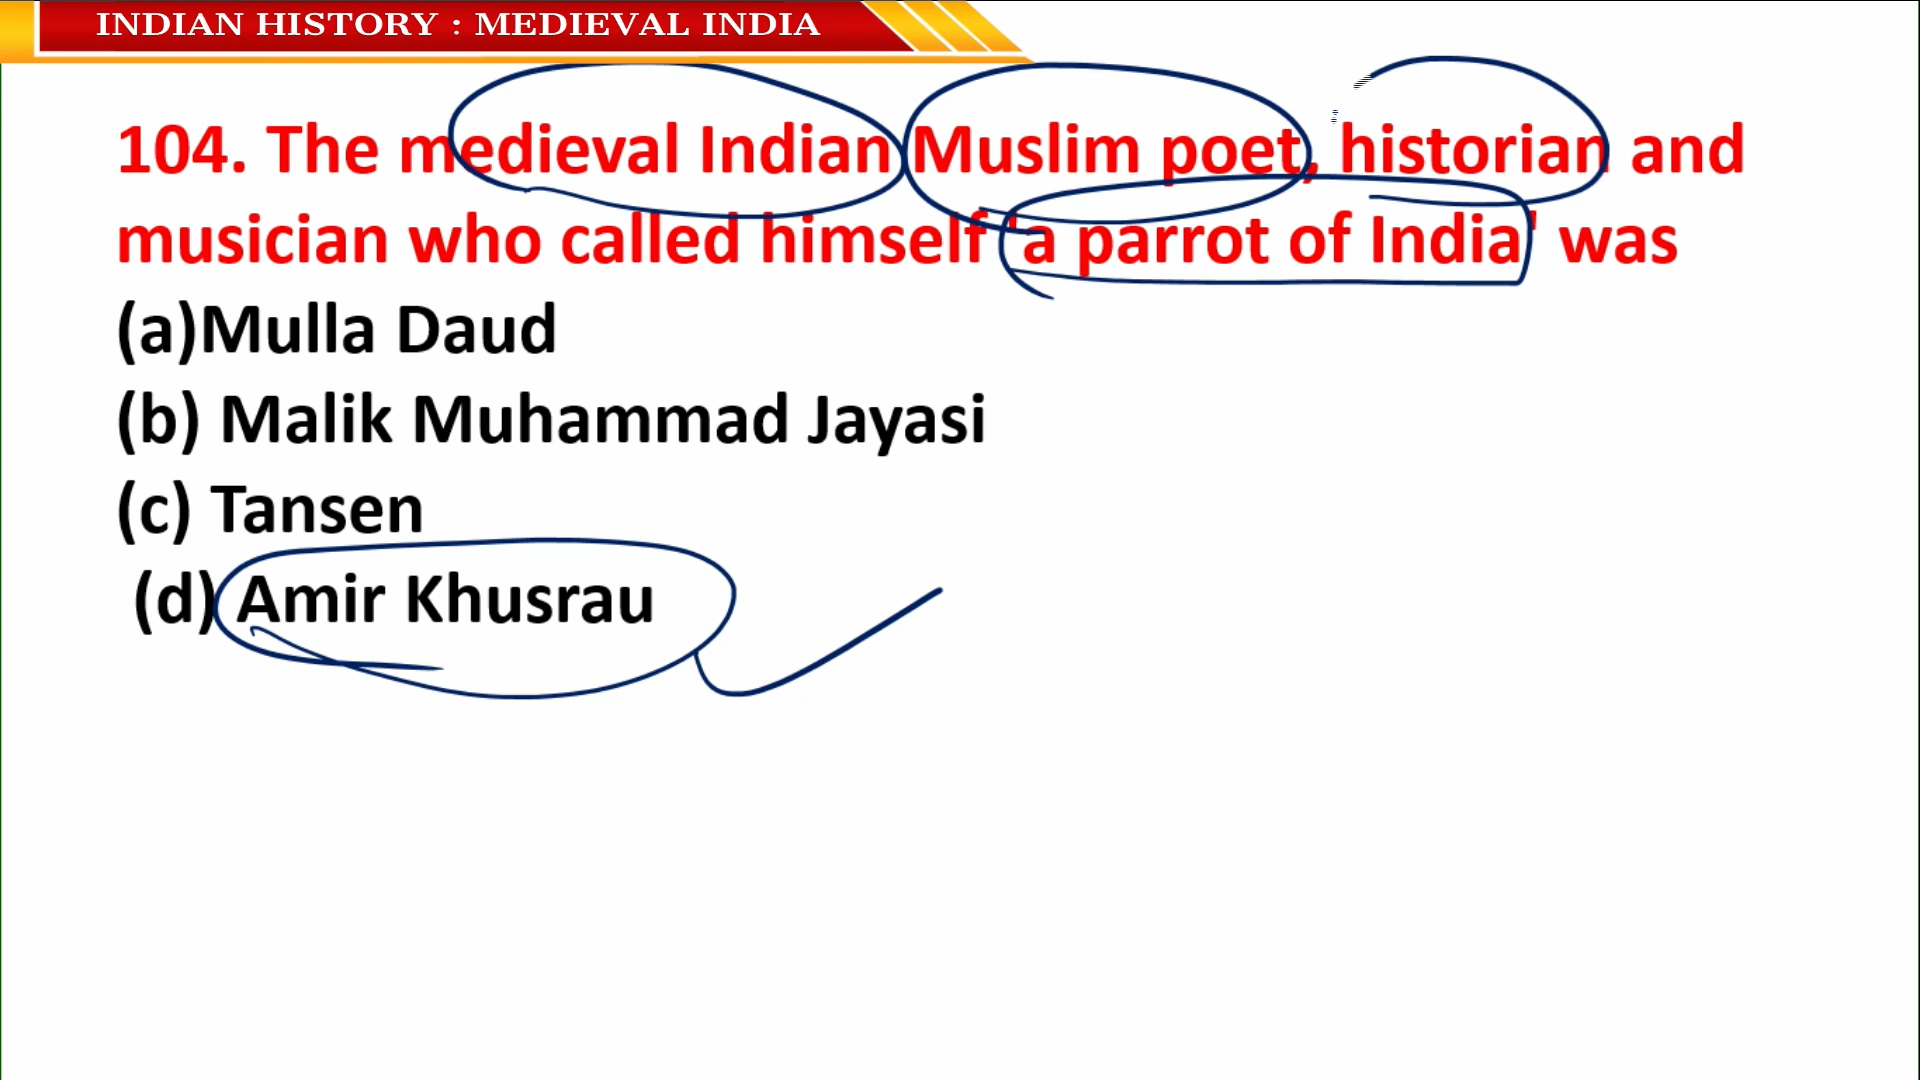 INDIAN HISTORY : MEDIEVAL INDIA
104. The medieval Indian Muslim poet, historian and
musician who called himself 'a parrot of India' was
(a)Mulla Daud
(b) Malik Muhammad Jayasi
(c) Tansen
(d) Amir Khusrau